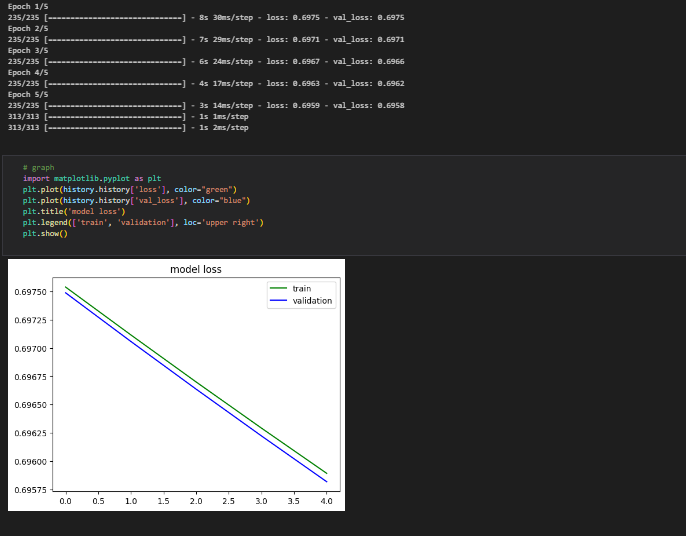 Epoch 1/5
235/235 [==============================] - 8s 30ms/step - loss: 0.6975 - val_loss: 0.6975
Epoch 2/5
235/235 [==============================] - 7s 29ms/step - loss: 0.6971 - val_loss: 0.6971
Epoch 3/5
235/235 [==============================] - 6s 24ms/step - loss: 0.6967 - val_loss: 0.6966
Epoch 4/5
235/235 [==============================] - 4s 17ms/step - loss: 0.6963 - val_loss: 0.6962
Epoch 5/5
235/235 [==============================] - 3s 14ms/step - loss: 0.6959 - val_loss: 0.6958
313/313 [==============================] - 1s 1ms/step
313/313 [==============================] - 1s 2ms/step
# graph
import matplotlib.pyplot as plt
plt.plot(history.history['loss'], color="green")
plt.plot(history.history['val_loss'], color="blue")
plt.title('model loss')
plt.legend(['train', 'validation'], loc='upper right')
plt.show()
model loss
train
validation
0.69750
0.69725
0.69700
0.69675
0.69650
0.69625
0.69600
0.69575
0.0 0.5 1.0 1.5 2.0 2.5 3.0 3.5 4.0